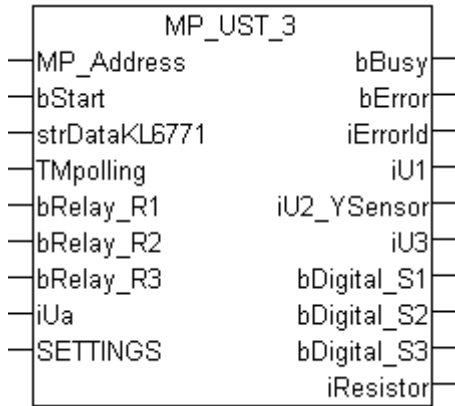 MP_UST_3
MP_Address bBusy
bStart bError
strDataKL6771 iErrorId
TMpolling iU1
bRelay_R1 iU2_YSensor
bRelay_R2 iU3
bRelay_R3 bDigital_S1
iUa bDigital_S2
SETTINGS bDigital_S3
iResistor